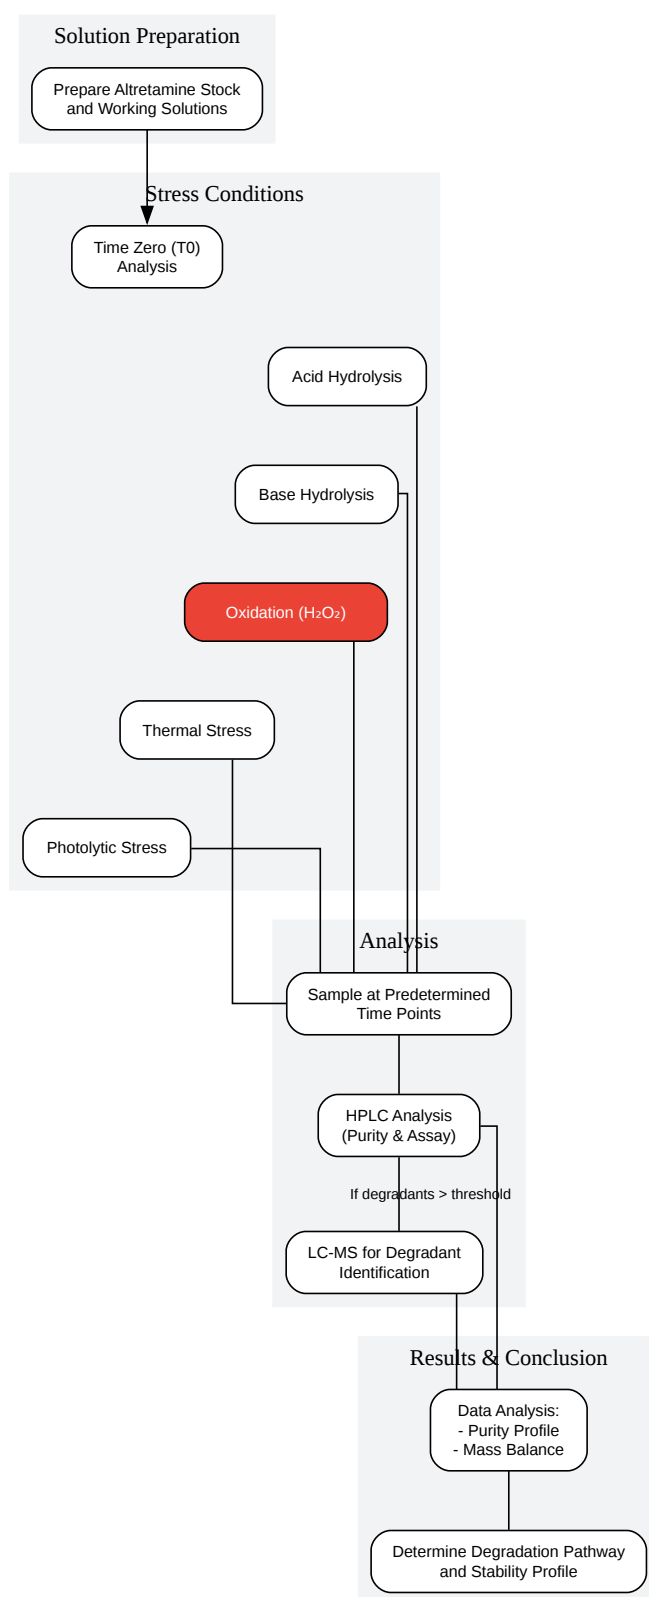 Solution Preparation
Prepare Altretamine Stock
and Working Solutions
Stress Conditions
Time Zero (T0)
Analysis
Acid Hydrolysis
Base Hydrolysis
Oxidation (H₂O₂)
Thermal Stress
Photolytic Stress
Analysis
Sample at Predetermined
Time Points
HPLC Analysis
(Purity & Assay)
If degradants > threshold
LC-MS for Degradant
Identification
Results & Conclusion
Data Analysis:
- Purity Profile
- Mass Balance
Determine Degradation Pathway
and Stability Profile